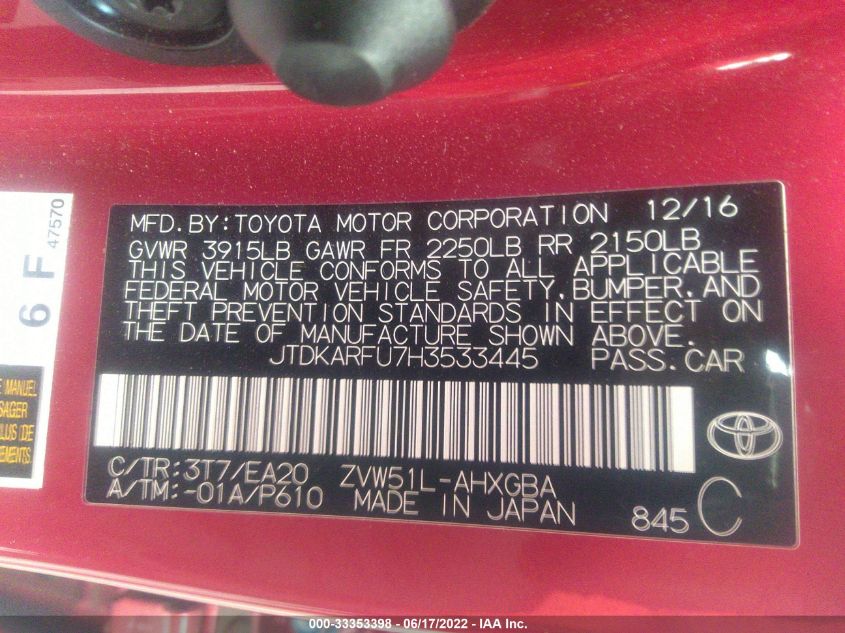 MFD.BY:TOYOTA MOTOR CORPORATION 12/16
GVWR 3915LB GAWR FR 2250LB RR 2150LB
THIS VEHICLE CONFORMS TO ALL APPLICABLE
FEDERAL MOTOR VEHICLE SAFETY,BUMPER,AND
THEFT PREVENTION STANDARDS IN EFFECT ON
THE DATE OF MANUFACTURE SHOWN ABOVE.
JTDKARFU7H3533445 PASS.CAR
C/TR:3T7/EA20 ZVW51L-AHXGBA
A/TM:-01A/P610 MADE IN JAPAN 845 C
6 F 47570
MANUEL
SAGER
DE
000-33353398 - 06/17/2022 - IAA Inc.